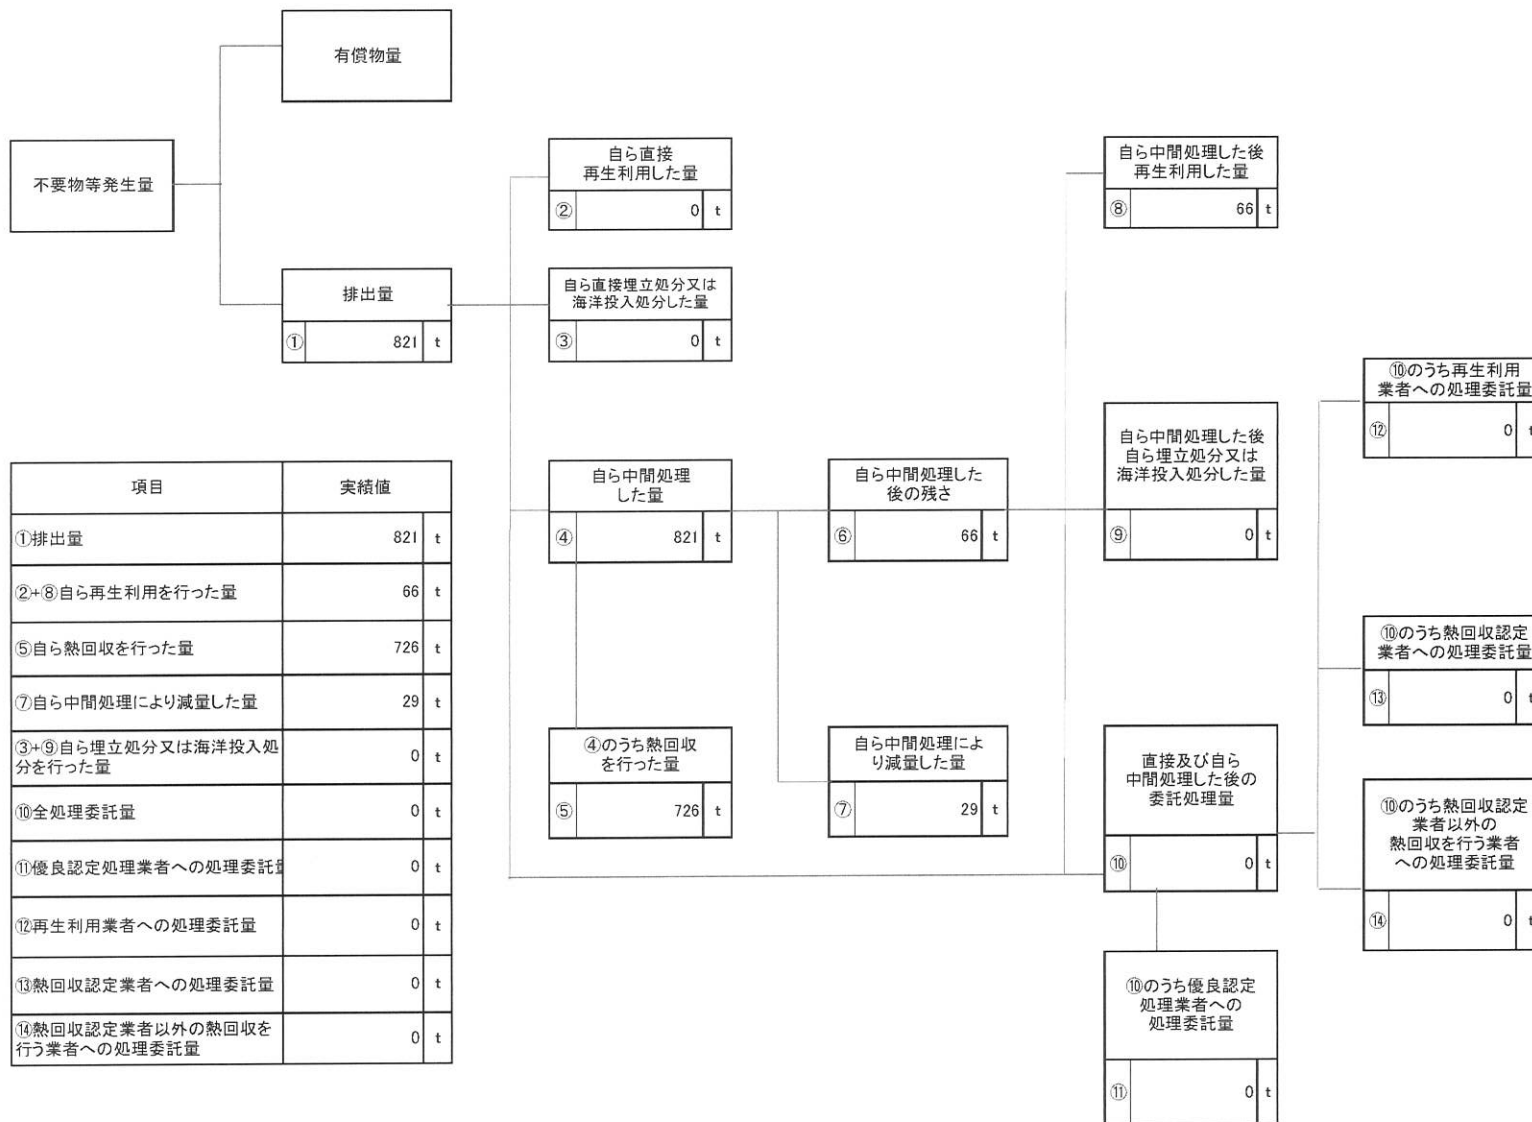 有償物量
不要物等発生量
排出量
① 821 t
自ら直接
再生利用した量
② 0 t
自ら直接埋立処分又は
海洋投入処分した量
③ 0 t
自ら中間処理
した量
④ 821 t
④のうち熱回収
を行った量
⑤ 726 t
自ら中間処理した
後の残さ
⑥ 66 t
自ら中間処理によ
り減量した量
⑦ 29 t
自ら中間処理した後
再生利用した量
⑧ 66 t
自ら中間処理した後
自ら埋立処分又は
海洋投入処分した量
⑨ 0 t
直接及び自ら
中間処理した後の
委託処理量
⑩ 0 t
⑩のうち優良認定
処理業者への
処理委託量
⑪ 0 t
⑩のうち再生利用
業者への処理委託量
⑫ 0 t
⑩のうち熱回収認定
業者への処理委託量
⑬ 0 t
⑩のうち熱回収認定
業者以外の
熱回収を行う業者
への処理委託量
⑭ 0 t
項目 実績値
①排出量 821 t
②+⑧自ら再生利用を行った量 66 t
⑤自ら熱回収を行った量 726 t
⑦自ら中間処理により減量した量 29 t
③+⑨自ら埋立処分又は海洋投入処
分を行った量 0 t
⑩全処理委託量 0 t
⑪優良認定処理業者への処理委託量 0 t
⑫再生利用業者への処理委託量 0 t
⑬熱回収認定業者への処理委託量 0 t
⑭熱回収認定業者以外の熱回収を
行う業者への処理委託量 0 t